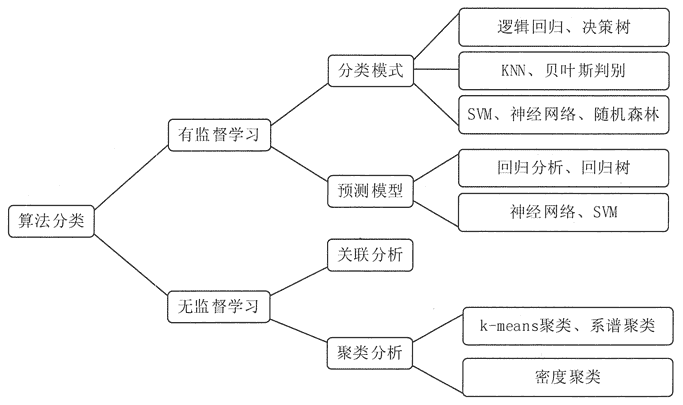 逻辑回归、决策树
分类模式
KNN、贝叶斯判别
SVM、神经网络、随机森林
有监督学习
回归分析、回归树
预测模型
神经网络、SVM
算法分类
关联分析
无监督学习
k-means聚类、系谱聚类
聚类分析
密度聚类